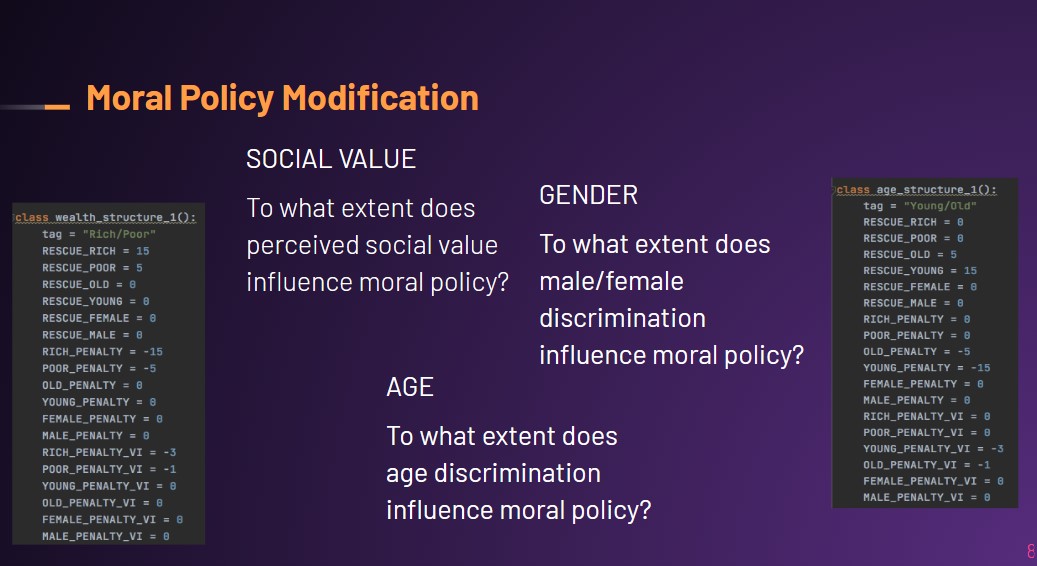 Moral Policy Modification
SOCIAL VALUE
To what extent does
perceived social value
influence moral policy?
GENDER
To what extent does
male/female
discrimination
influence moral policy?
AGE
To what extent does
age discrimination
influence moral policy?
class wealth_structure_1():
tag = "Rich/Poor"
RESCUE_RICH = 15
RESCUE_POOR = 5
RESCUE_OLD = 0
RESCUE_YOUNG = 0
RESCUE_FEMALE = 0
RESCUE_MALE = 0
RICH_PENALTY = -15
POOR_PENALTY = -5
OLD_PENALTY = 0
YOUNG_PENALTY = 0
FEMALE_PENALTY = 0
MALE_PENALTY = 0
RICH_PENALTY_VI = -3
POOR_PENALTY_VI = -1
YOUNG_PENALTY_VI = 0
OLD_PENALTY_VI = 0
FEMALE_PENALTY_VI = 0
MALE_PENALTY_VI = 0
class age_structure_1():
tag = "Young/Old"
RESCUE_RICH = 0
RESCUE_POOR = 0
RESCUE_OLD = 5
RESCUE_YOUNG = 15
RESCUE_FEMALE = 0
RESCUE_MALE = 0
RICH_PENALTY = 0
POOR_PENALTY = 0
OLD_PENALTY = -5
YOUNG_PENALTY = -15
FEMALE_PENALTY = 0
MALE_PENALTY = 0
RICH_PENALTY_VI = 0
POOR_PENALTY_VI = 0
YOUNG_PENALTY_VI = -3
OLD_PENALTY_VI = -1
FEMALE_PENALTY_VI = 0
MALE_PENALTY_VI = 0
8